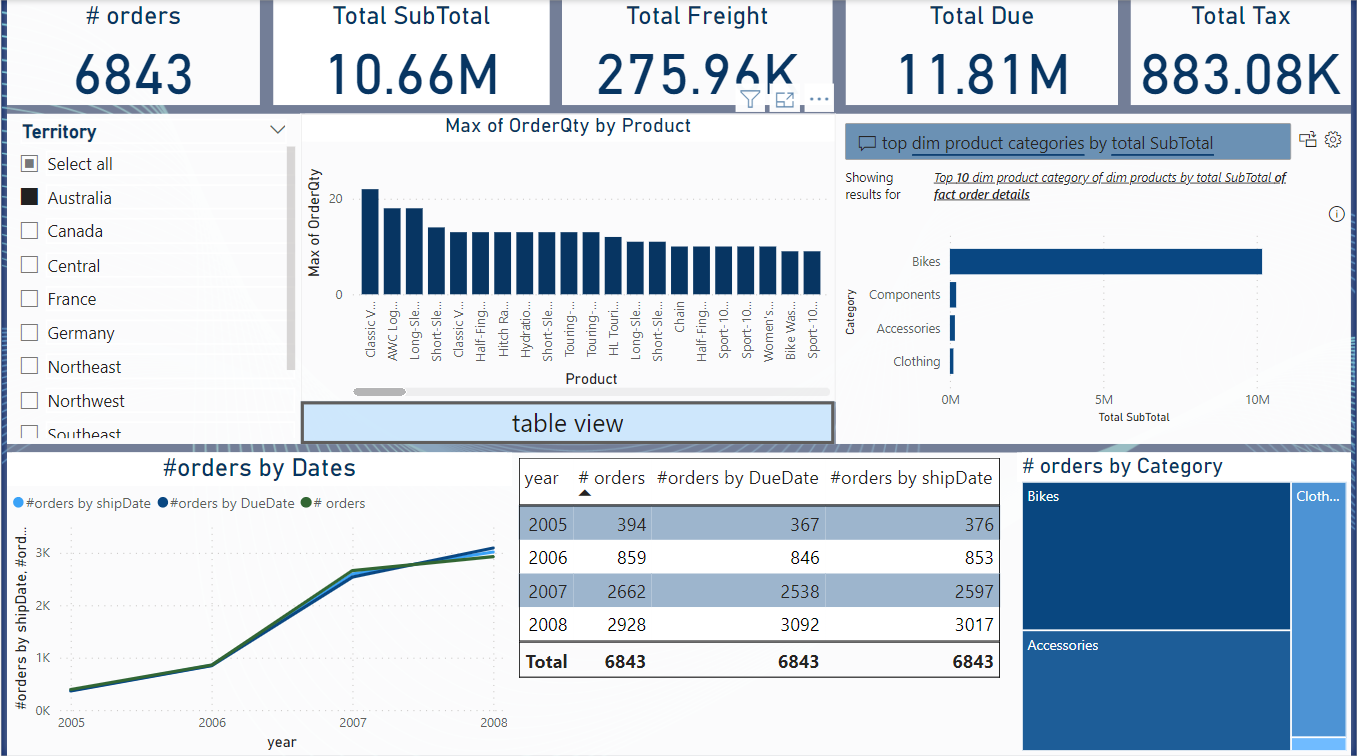 # orders
6843
Total SubTotal
10.66M
Total Freight
275.96K
Total Due
11.81M
Total Tax
883.08K
Territory
Select all
Australia
Canada
Central
France
Germany
Northeast
Northwest
Southeast
Max of OrderQty by Product
Max of OrderQty
20
0
Classic V...
AWC Log...
Long-Sle...
Short-Sle...
Classic V...
Half-Fing...
Hitch Ra...
Hydratio...
Short-Sle...
Touring-...
Touring-...
HL Touri...
Long-Sle...
Short-Sle...
Chain
Half-Fing...
Sport-10...
Sport-10...
Women's...
Bike Was...
Sport-10...
Product
table view
top dim product categories by total SubTotal
Showing
results for
Top 10 dim product category of dim products by total SubTotal of
fact order details
Category
Bikes
Components
Accessories
Clothing
0M 5M 10M
Total SubTotal
#orders by Dates
#orders by shipDate #orders by DueDate # orders
#orders by shipDate, #ord...
3K
2K
1K
0K
2005 2006 2007 2008
year
year # orders #orders by DueDate #orders by shipDate
2005 394 367 376
2006 859 846 853
2007 2662 2538 2597
2008 2928 3092 3017
Total 6843 6843 6843
# orders by Category
Bikes
Cloth...
Accessories